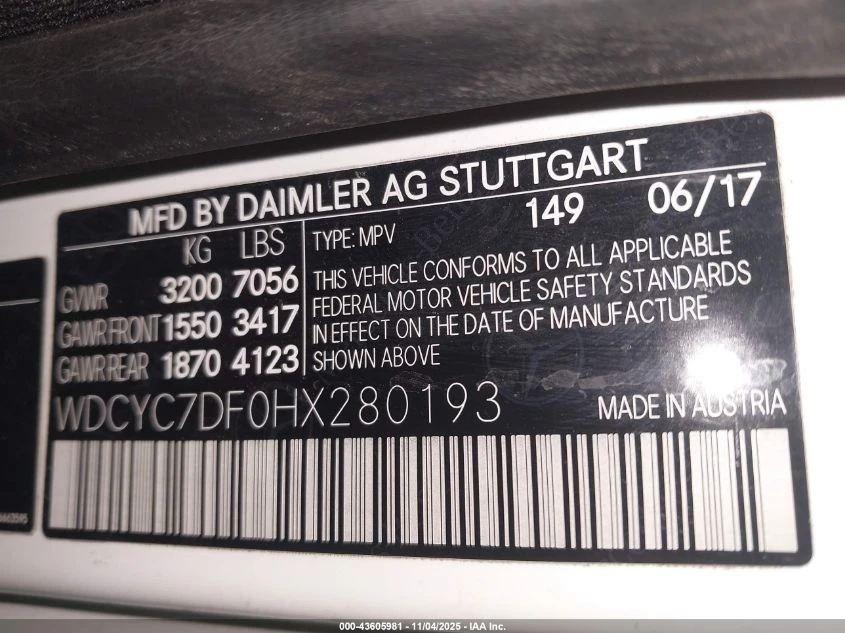 MFD BY DAIMLER AG STUTTGART
149 06/17
KG LBS
GVWR 3200 7056
GAWR FRONT 1550 3417
GAWR REAR 1870 4123
TYPE: MPV
THIS VEHICLE CONFORMS TO ALL APPLICABLE
FEDERAL MOTOR VEHICLE SAFETY STANDARDS
IN EFFECT ON THE DATE OF MANUFACTURE
SHOWN ABOVE
WDCYC7DF0HX280193
MADE IN AUSTRIA
000-43605981 - 11/04/2025 - IAA Inc.